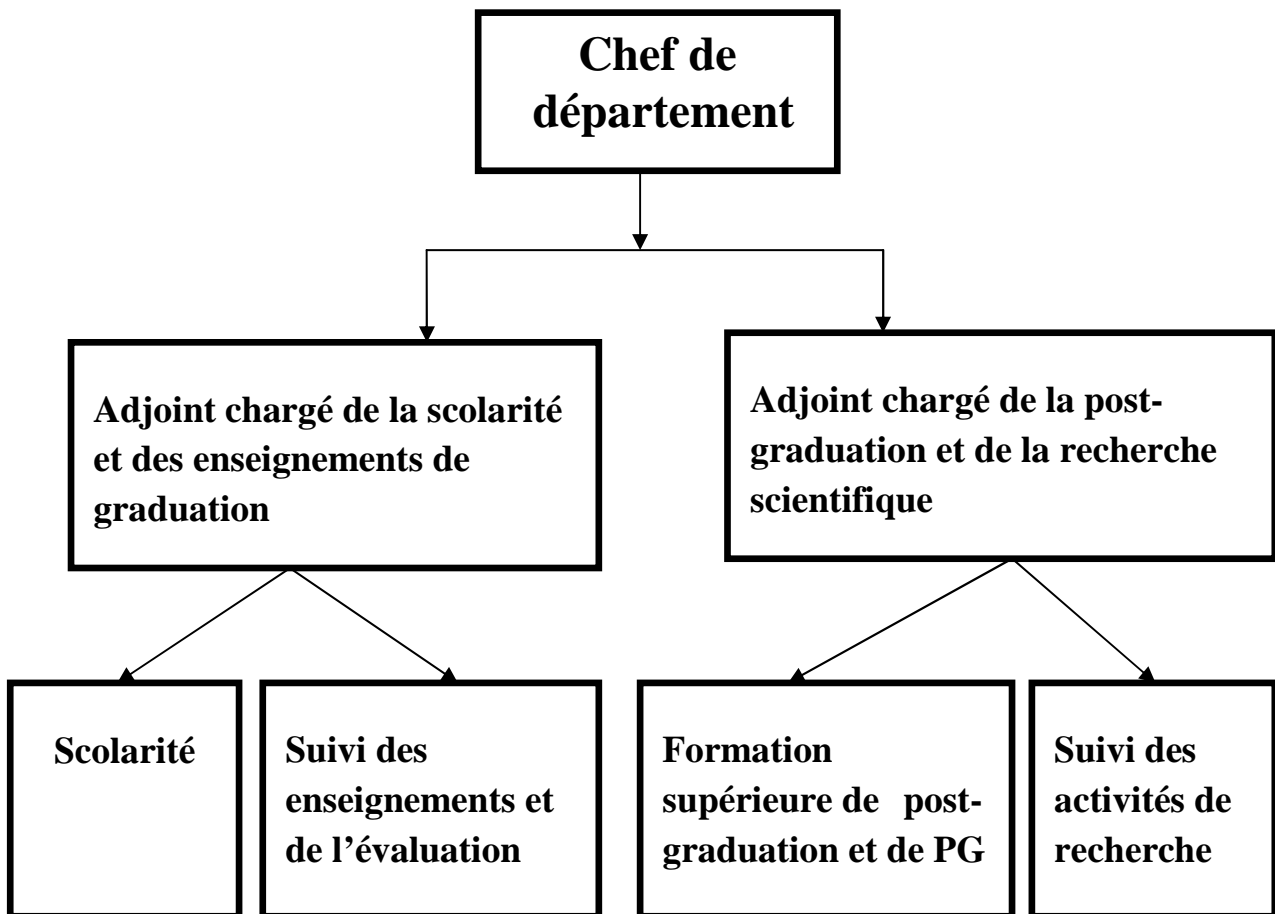 Chef de
département
Adjoint chargé de la scolarité
et des enseignements de
graduation
Adjoint chargé de la post-
graduation et de la recherche
scientifique
Scolarité
Suivi des
enseignements et
de l’évaluation
Formation
supérieure de post-
graduation et de PG
Suivi des
activités de
recherche